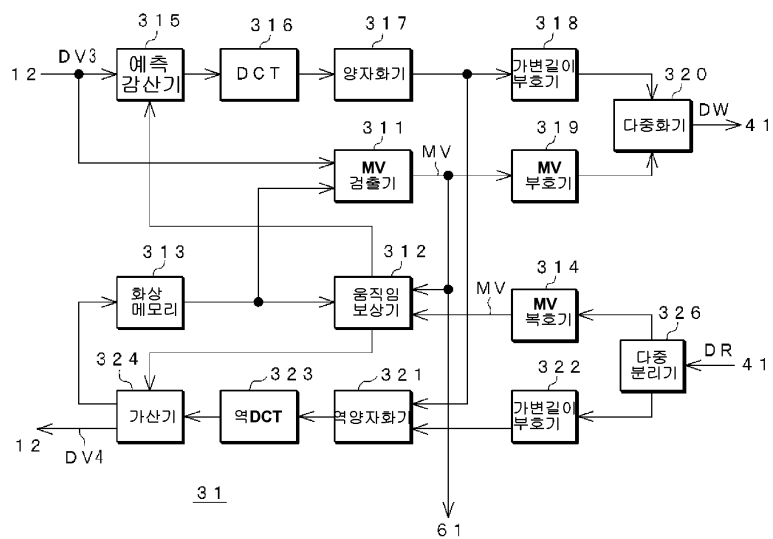 315
316
317
318
320
DV3
12
예측
감산기
DCT
양자화기
가변길이
부호기
다중화기
DW
41
311
MV
검출기
MV
319
MV
부호기
313
화상
메모리
312
움직임
보상기
MV
314
MV
복호기
326
다중
분리기
DR
41
324
가산기
323
역DCT
321
역양자화기
322
가변길이
부호기
12
DV4
31
61